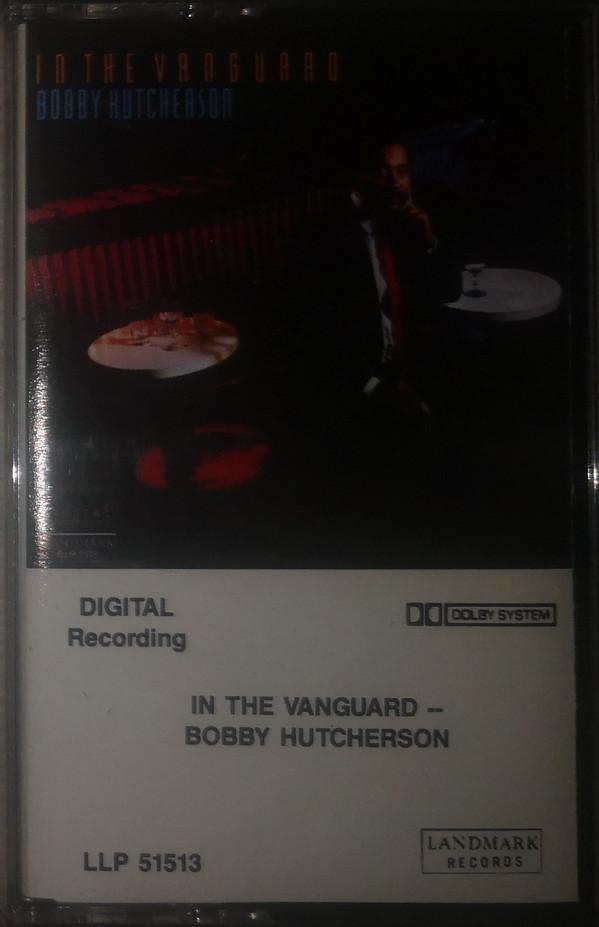 IN THE VANGUARD
BOBBY HUTCHERSON
DIGITAL
Recording
DOLBY SYSTEM
IN THE VANGUARD --
BOBBY HUTCHERSON
LLP 51513
LANDMARK
RECORDS